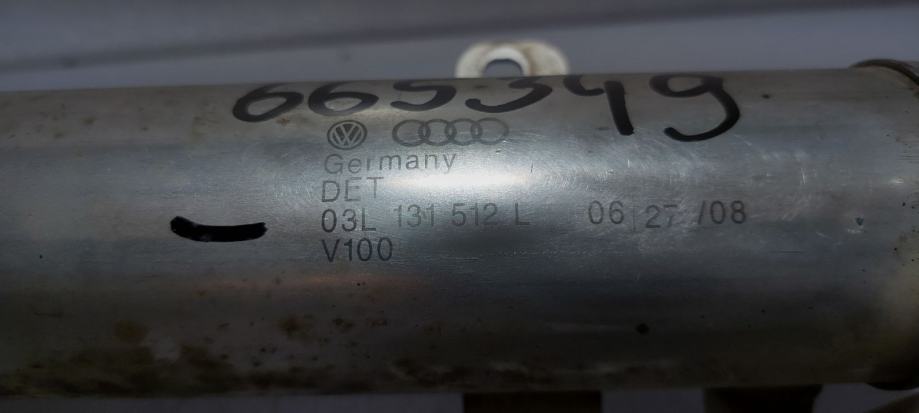 665349
Germany
DET
03L 131 512 L 06 27 /08
V100